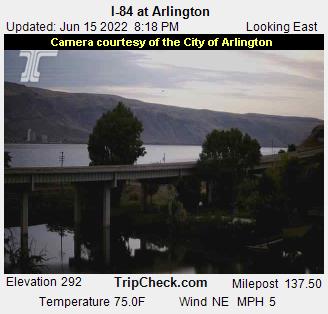 I-84 at Arlington
Updated: Jun 15 2022 8:18 PM Looking East
Camera courtesy of the City of Arlington
Elevation 292 TripCheck.com Milepost 137.50
Temperature 75.0F Wind NE MPH 5